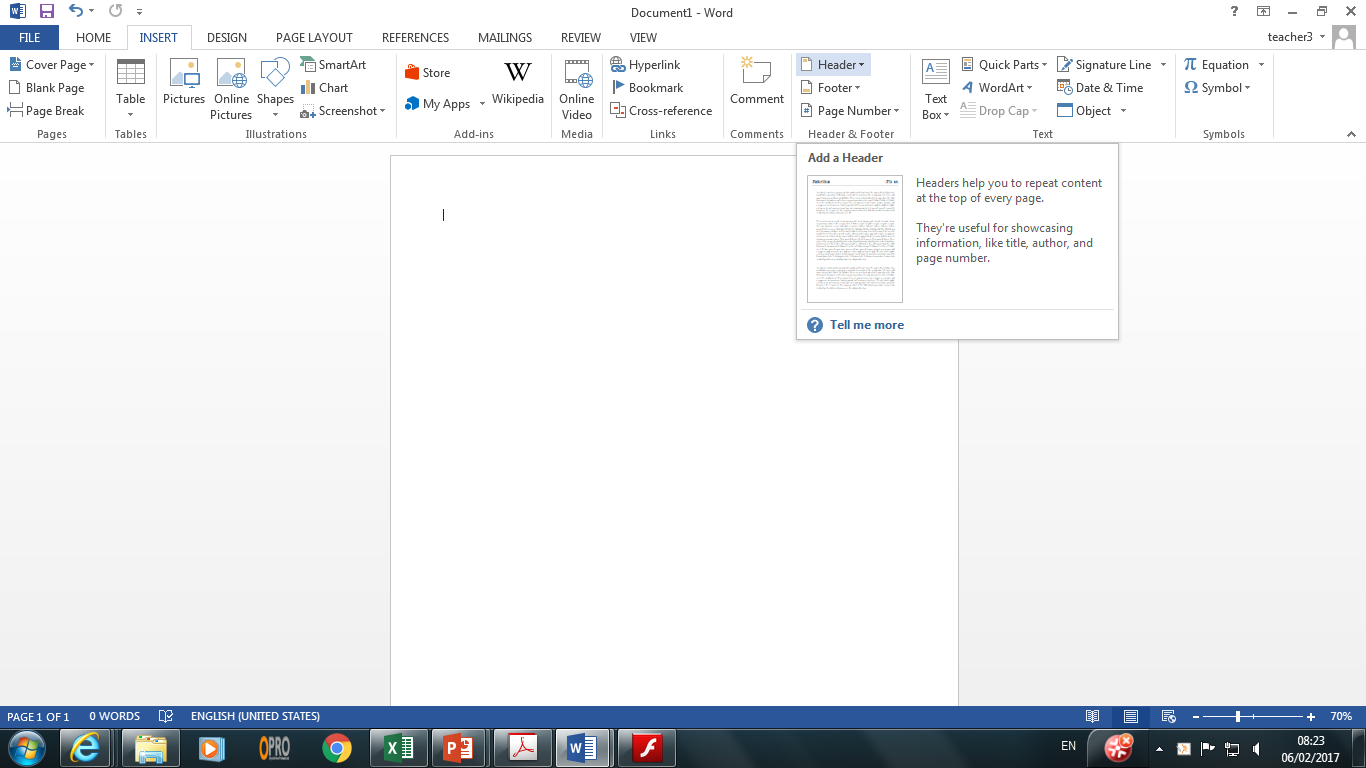 Document1 - Word
FILE HOME INSERT DESIGN PAGE LAYOUT REFERENCES MAILINGS REVIEW VIEW teacher3
Cover Page
Blank Page
Page Break
Pages
Table
Tables
Pictures
Online
Pictures
Shapes
SmartArt
Chart
Screenshot
Illustrations
Store
My Apps
W
Wikipedia
Add-ins
Online
Video
Media
Hyperlink
Bookmark
Cross-reference
Links
Comment
Comments
Header
Footer
Page Number
Header & Footer
Text
Box
Quick Parts
WordArt
Drop Cap
Signature Line
Date & Time
Object
Text
Equation
Symbol
Symbols
Add a Header
Headers help you to repeat content
at the top of every page.
They're useful for showcasing
information, like title, author, and
page number.
Tell me more
PAGE 1 OF 1 0 WORDS ENGLISH (UNITED STATES) 70%
OPRO
EN
08:23
06/02/2017